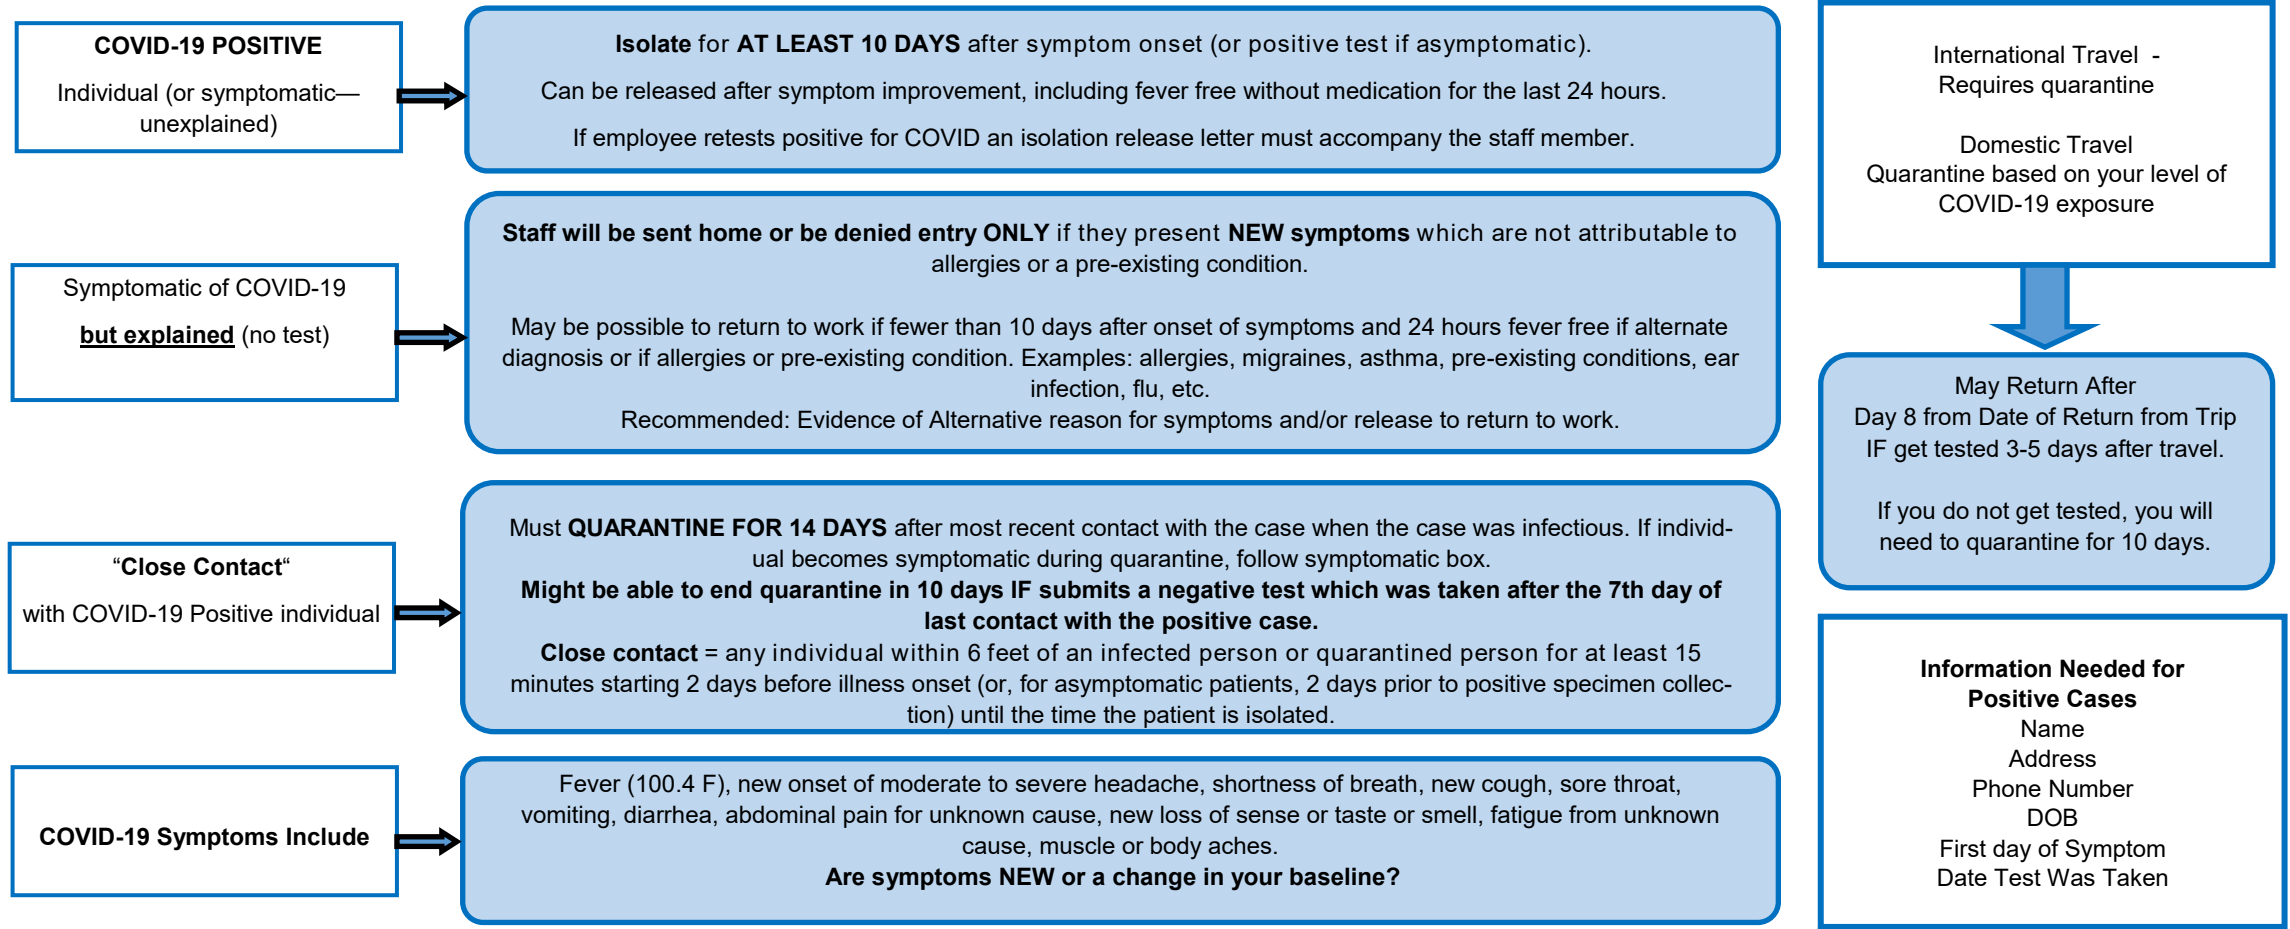 COVID-19 POSITIVE
Individual (or symptomatic—
unexplained)
Isolate for AT LEAST 10 DAYS after symptom onset (or positive test if asymptomatic).
Can be released after symptom improvement, including fever free without medication for the last 24 hours.
If employee retests positive for COVID an isolation release letter must accompany the staff member.
Symptomatic of COVID-19
but explained (no test)
Staff will be sent home or be denied entry ONLY if they present NEW symptoms which are not attributable to
allergies or a pre-existing condition.
May be possible to return to work if fewer than 10 days after onset of symptoms and 24 hours fever free if alternate
diagnosis or if allergies or pre-existing condition. Examples: allergies, migraines, asthma, pre-existing conditions, ear
infection, flu, etc.
Recommended: Evidence of Alternative reason for symptoms and/or release to return to work.
“Close Contact“
with COVID-19 Positive individual
Must QUARANTINE FOR 14 DAYS after most recent contact with the case when the case was infectious. If individ-
ual becomes symptomatic during quarantine, follow symptomatic box.
Might be able to end quarantine in 10 days IF submits a negative test which was taken after the 7th day of
last contact with the positive case.
Close contact = any individual within 6 feet of an infected person or quarantined person for at least 15
minutes starting 2 days before illness onset (or, for asymptomatic patients, 2 days prior to positive specimen collec-
tion) until the time the patient is isolated.
COVID-19 Symptoms Include
Fever (100.4 F), new onset of moderate to severe headache, shortness of breath, new cough, sore throat,
vomiting, diarrhea, abdominal pain for unknown cause, new loss of sense or taste or smell, fatigue from unknown
cause, muscle or body aches.
Are symptoms NEW or a change in your baseline?
International Travel -
Requires quarantine
Domestic Travel
Quarantine based on your level of
COVID-19 exposure
May Return After
Day 8 from Date of Return from Trip
IF get tested 3-5 days after travel.
If you do not get tested, you will
need to quarantine for 10 days.
Information Needed for
Positive Cases
Name
Address
Phone Number
DOB
First day of Symptom
Date Test Was Taken